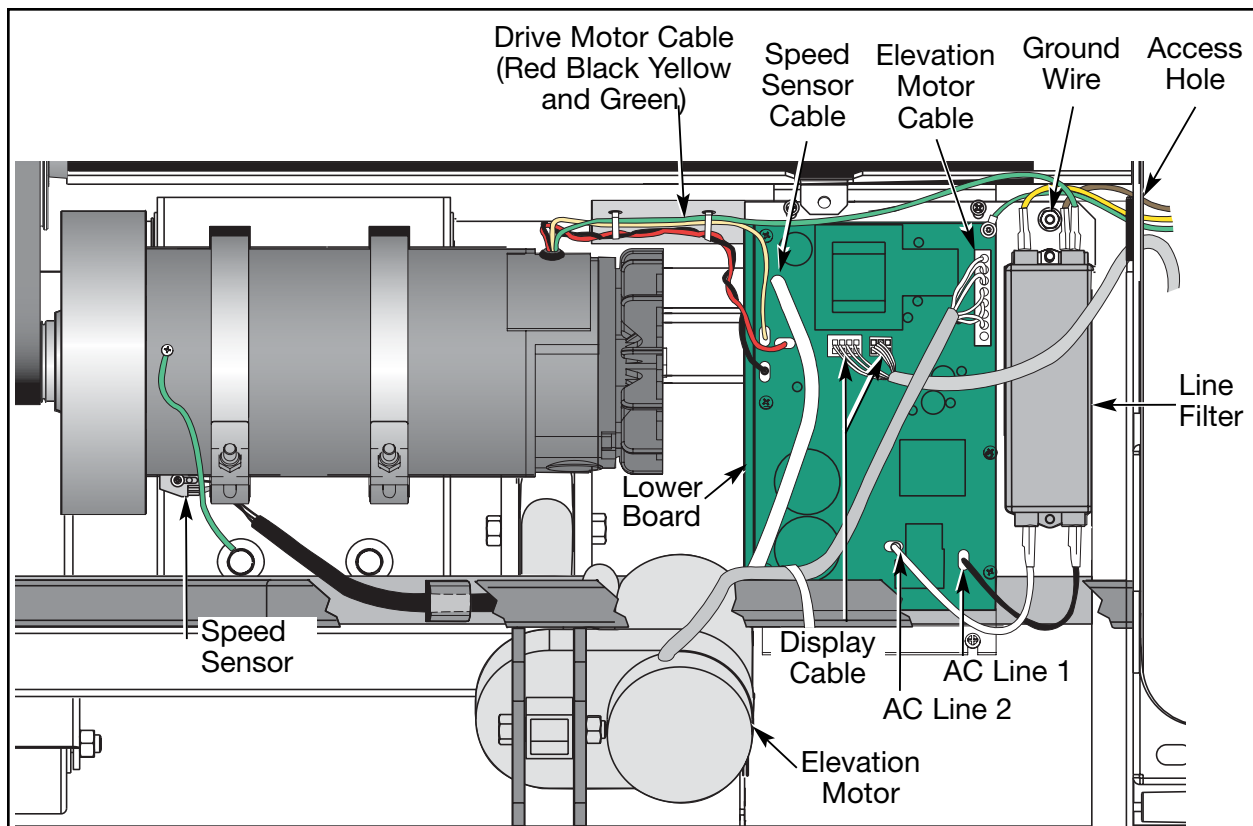 Drive Motor Cable
(Red Black Yellow
and Green)
Speed
Sensor
Cable
Elevation
Motor
Cable
Ground
Wire
Access
Hole
Line
Filter
Lower
Board
Speed
Sensor
Display
Cable
AC Line 1
AC Line 2
Elevation
Motor